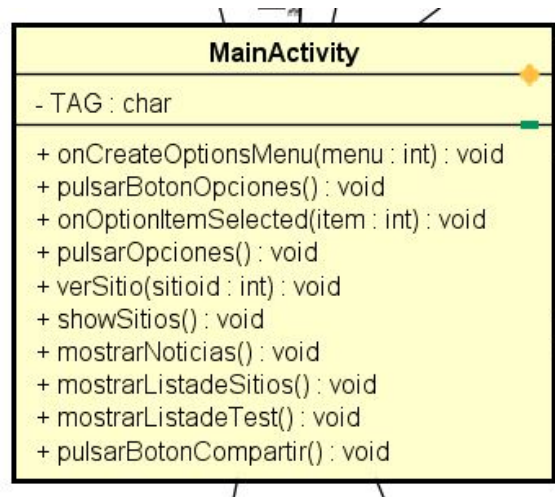 MainActivity
- TAG : char
+ onCreateOptionsMenu(menu : int) : void
+ pulsarBotonOpciones() : void
+ onOptionItemSelected(item : int) : void
+ pulsarOpciones() : void
+ verSitio(sitioid : int) : void
+ showSitios() : void
+ mostrarNoticias() : void
+ mostrarListadeSitios() : void
+ mostrarListadeTest() : void
+ pulsarBotonCompartir() : void